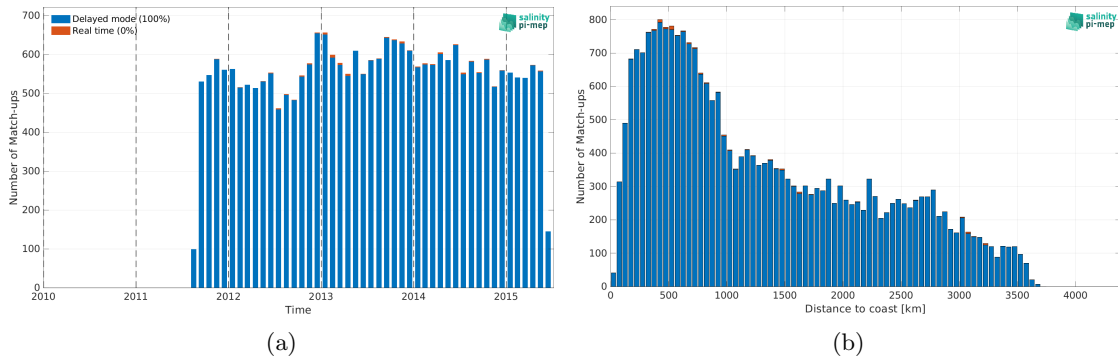 Delayed mode (100%)
Real time (0%)
salinity
pi-mep
Number of Match-ups
700
600
500
400
300
200
100
0
2010 2011 2012 2013 2014 2015
Time
(a)
salinity
pi-mep
Number of Match-ups
800
700
600
500
400
300
200
100
0
0 500 1000 1500 2000 2500 3000 3500 4000
Distance to coast [km]
(b)